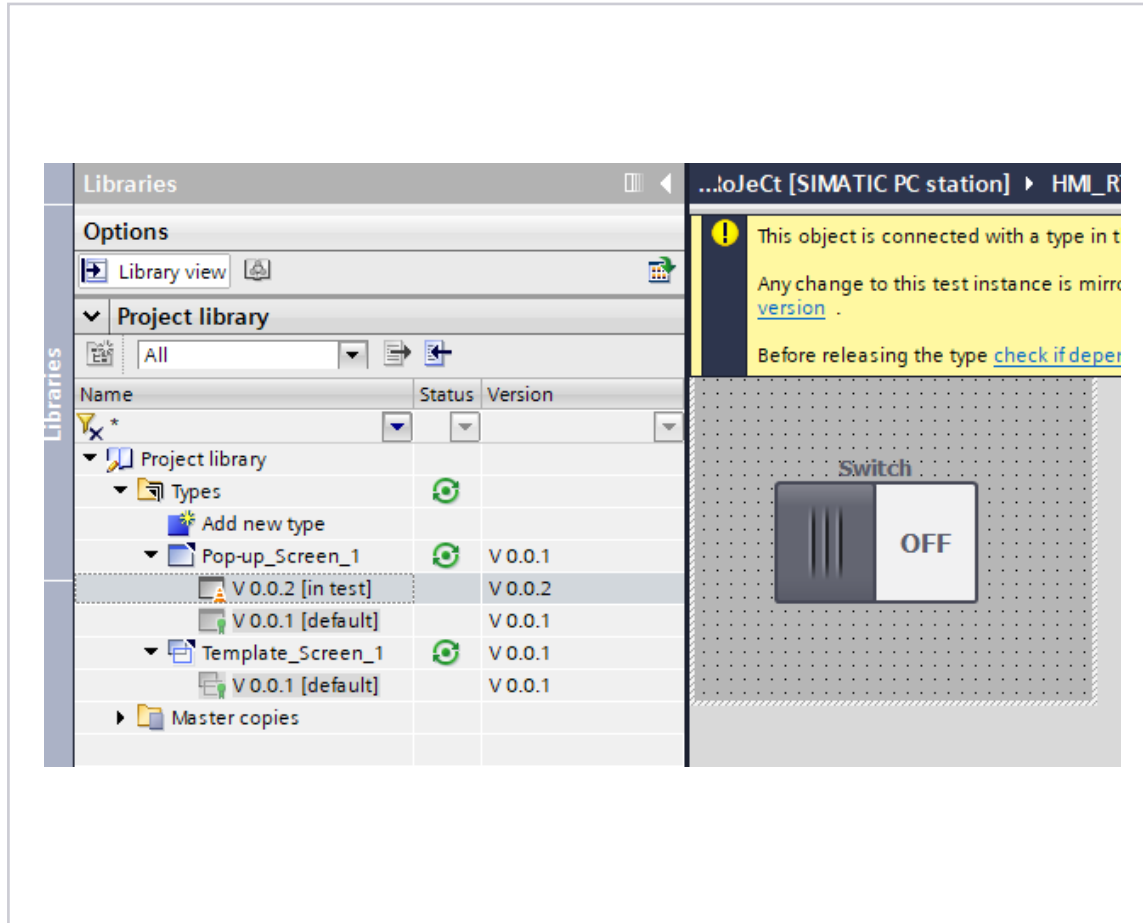 Libraries
Options
Library view
Project library
All
Name Status Version
*
Project library
Types
Add new type
Pop-up_Screen_1 V 0.0.1
V 0.0.2 [in test] V 0.0.2
V 0.0.1 [default] V 0.0.1
Template_Screen_1 V 0.0.1
V 0.0.1 [default] V 0.0.1
Master copies
Libraries
[SIMATIC PC station] HMI_R
This object is connected with a type in t
Any change to this test instance is mirr
version .
Before releasing the type check if deper
Switch
OFF